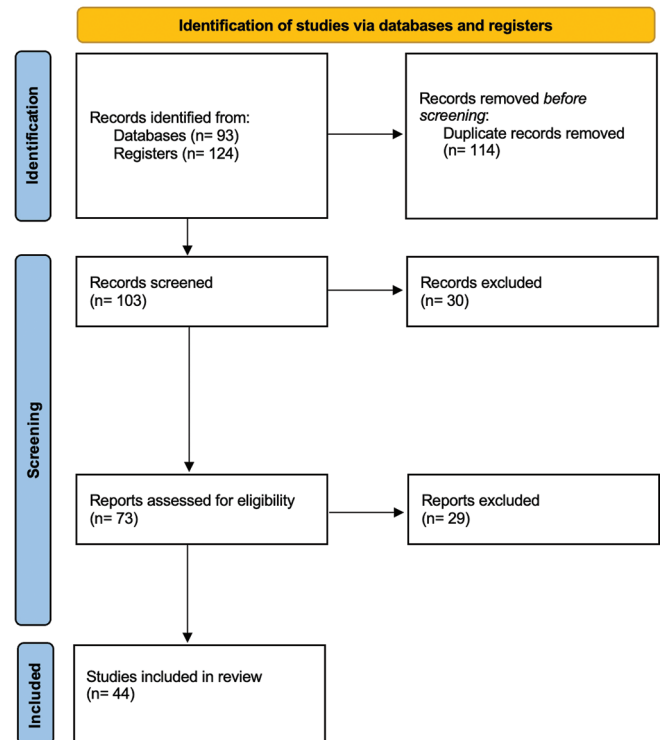 Identification of studies via databases and registers
Identification
Records identified from:
Databases (n= 93)
Registers (n= 124)
Records removed before
screening:
Duplicate records removed
(n= 114)
Screening
Records screened
(n= 103)
Records excluded
(n= 30)
Reports assessed for eligibility
(n= 73)
Reports excluded
(n= 29)
Included
Studies included in review
(n= 44)